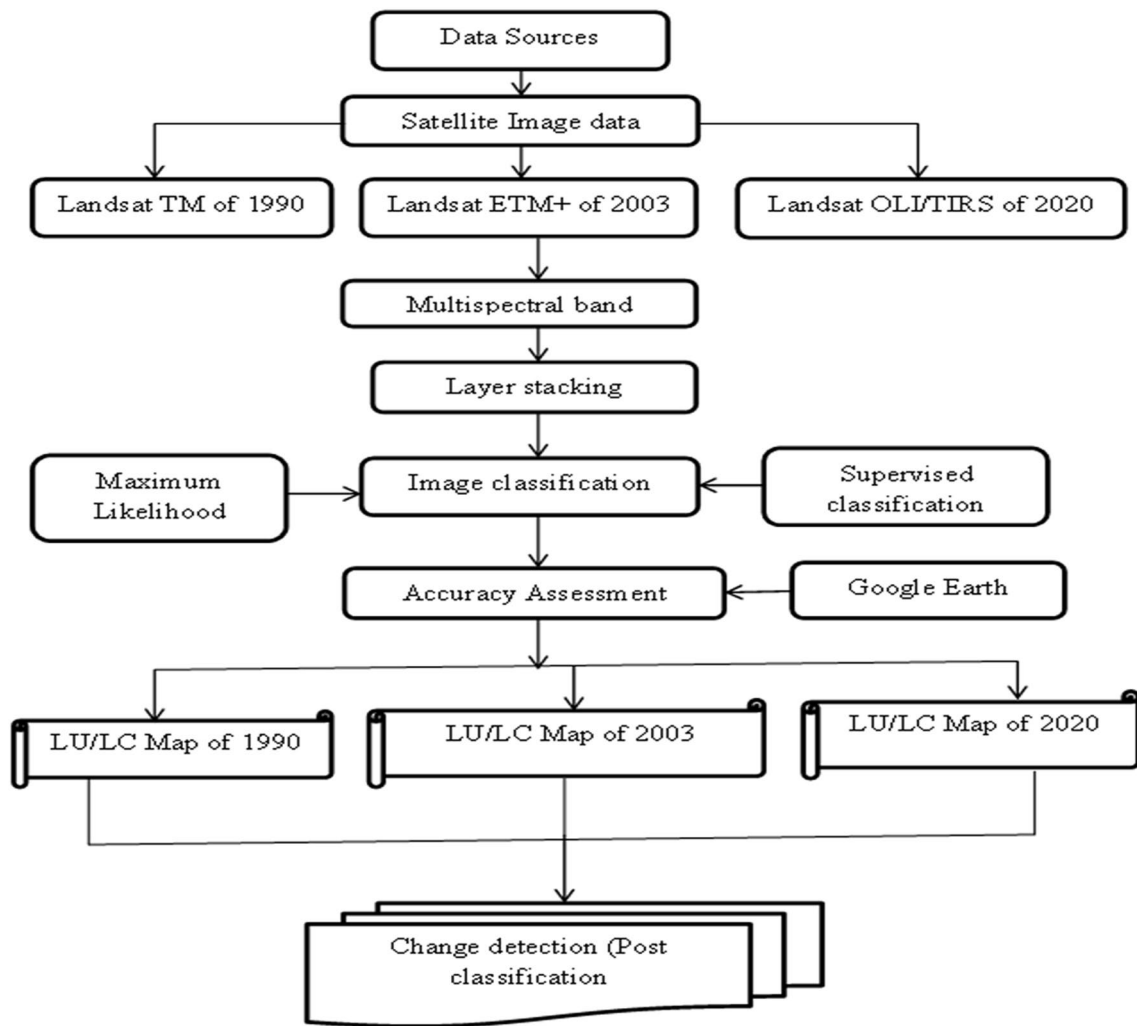 Data Sources
Satellite Image data
Landsat TM of 1990
Landsat ETM+ of 2003
Landsat OLI/TIRS of 2020
Multispectral band
Layer stacking
Maximum
Likelihood
Image classification
Supervised
classification
Accuracy Assessment
Google Earth
LU/LC Map of 1990
LU/LC Map of 2003
LU/LC Map of 2020
Change detection (Post
classification